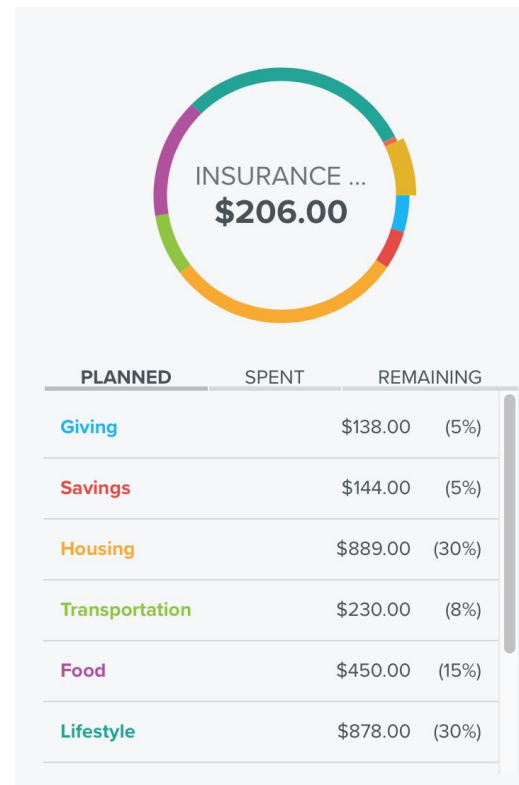 INSURANCE ...
$206.00
PLANNED SPENT REMAINING
Giving $138.00 (5%)
Savings $144.00 (5%)
Housing $889.00 (30%)
Transportation $230.00 (8%)
Food $450.00 (15%)
Lifestyle $878.00 (30%)